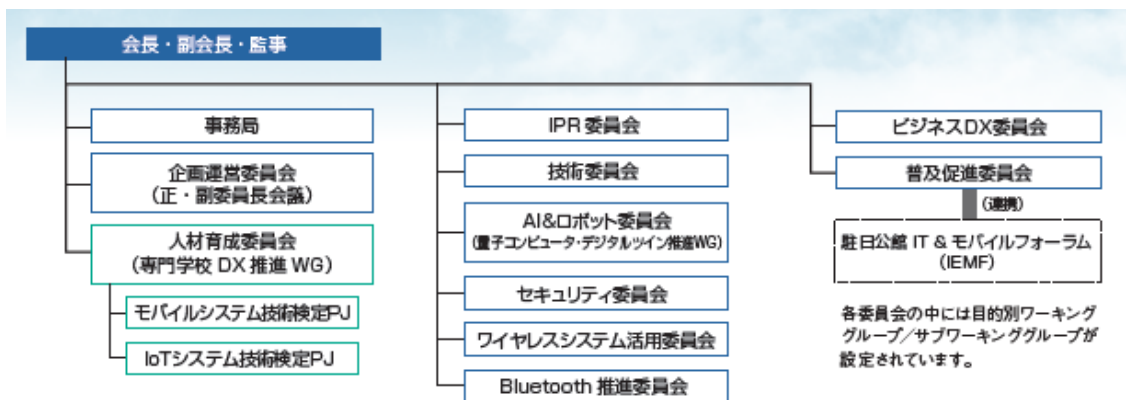 会長・副会長・監事
事務局
企画運営委員会
(正・副委員長会議)
人材育成委員会
(専門学校 DX 推進 WG)
モバイルシステム技術検定PJ
IoTシステム技術検定PJ
IPR 委員会
技術委員会
AI&ロボット委員会
(量子コンピュータ・デジタルツイン推進WG)
セキュリティ委員会
ワイヤレスシステム活用委員会
Bluetooth 推進委員会
ビジネスDX委員会
普及促進委員会
(連携)
駐日公館 IT & モバイルフォーラム
(IEMF)
各委員会の中には目的別ワーキング
グループ/サブワーキンググループが
設定されています。